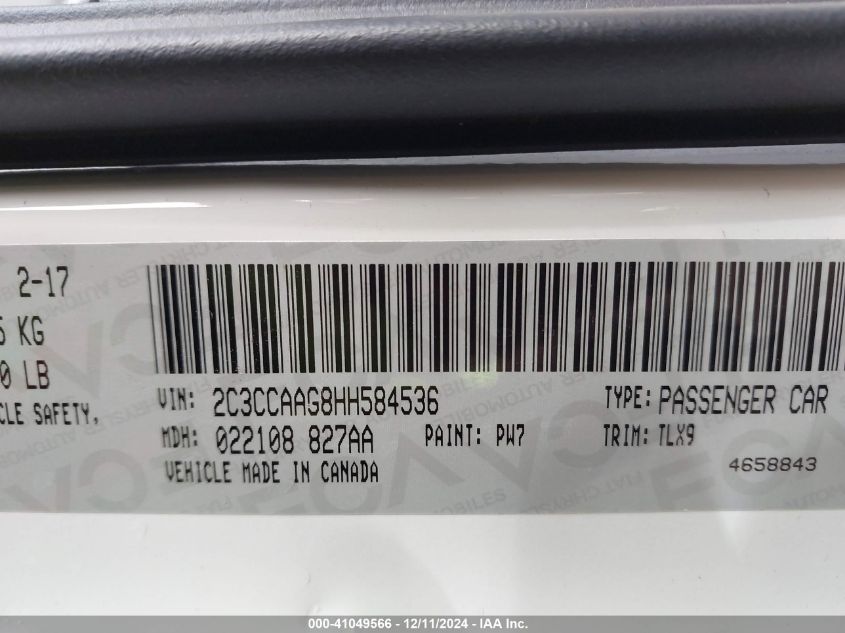 2-17
KG
LB
VIN: 2C3CCAAG8HH584536 TYPE: PASSENGER CAR
SAFETY,
MDH: 022108 827AA PAINT: PW7 TRIM: TLX9
VEHICLE MADE IN CANADA 4658843
000-41049566 - 12/11/2024 - IAA Inc.